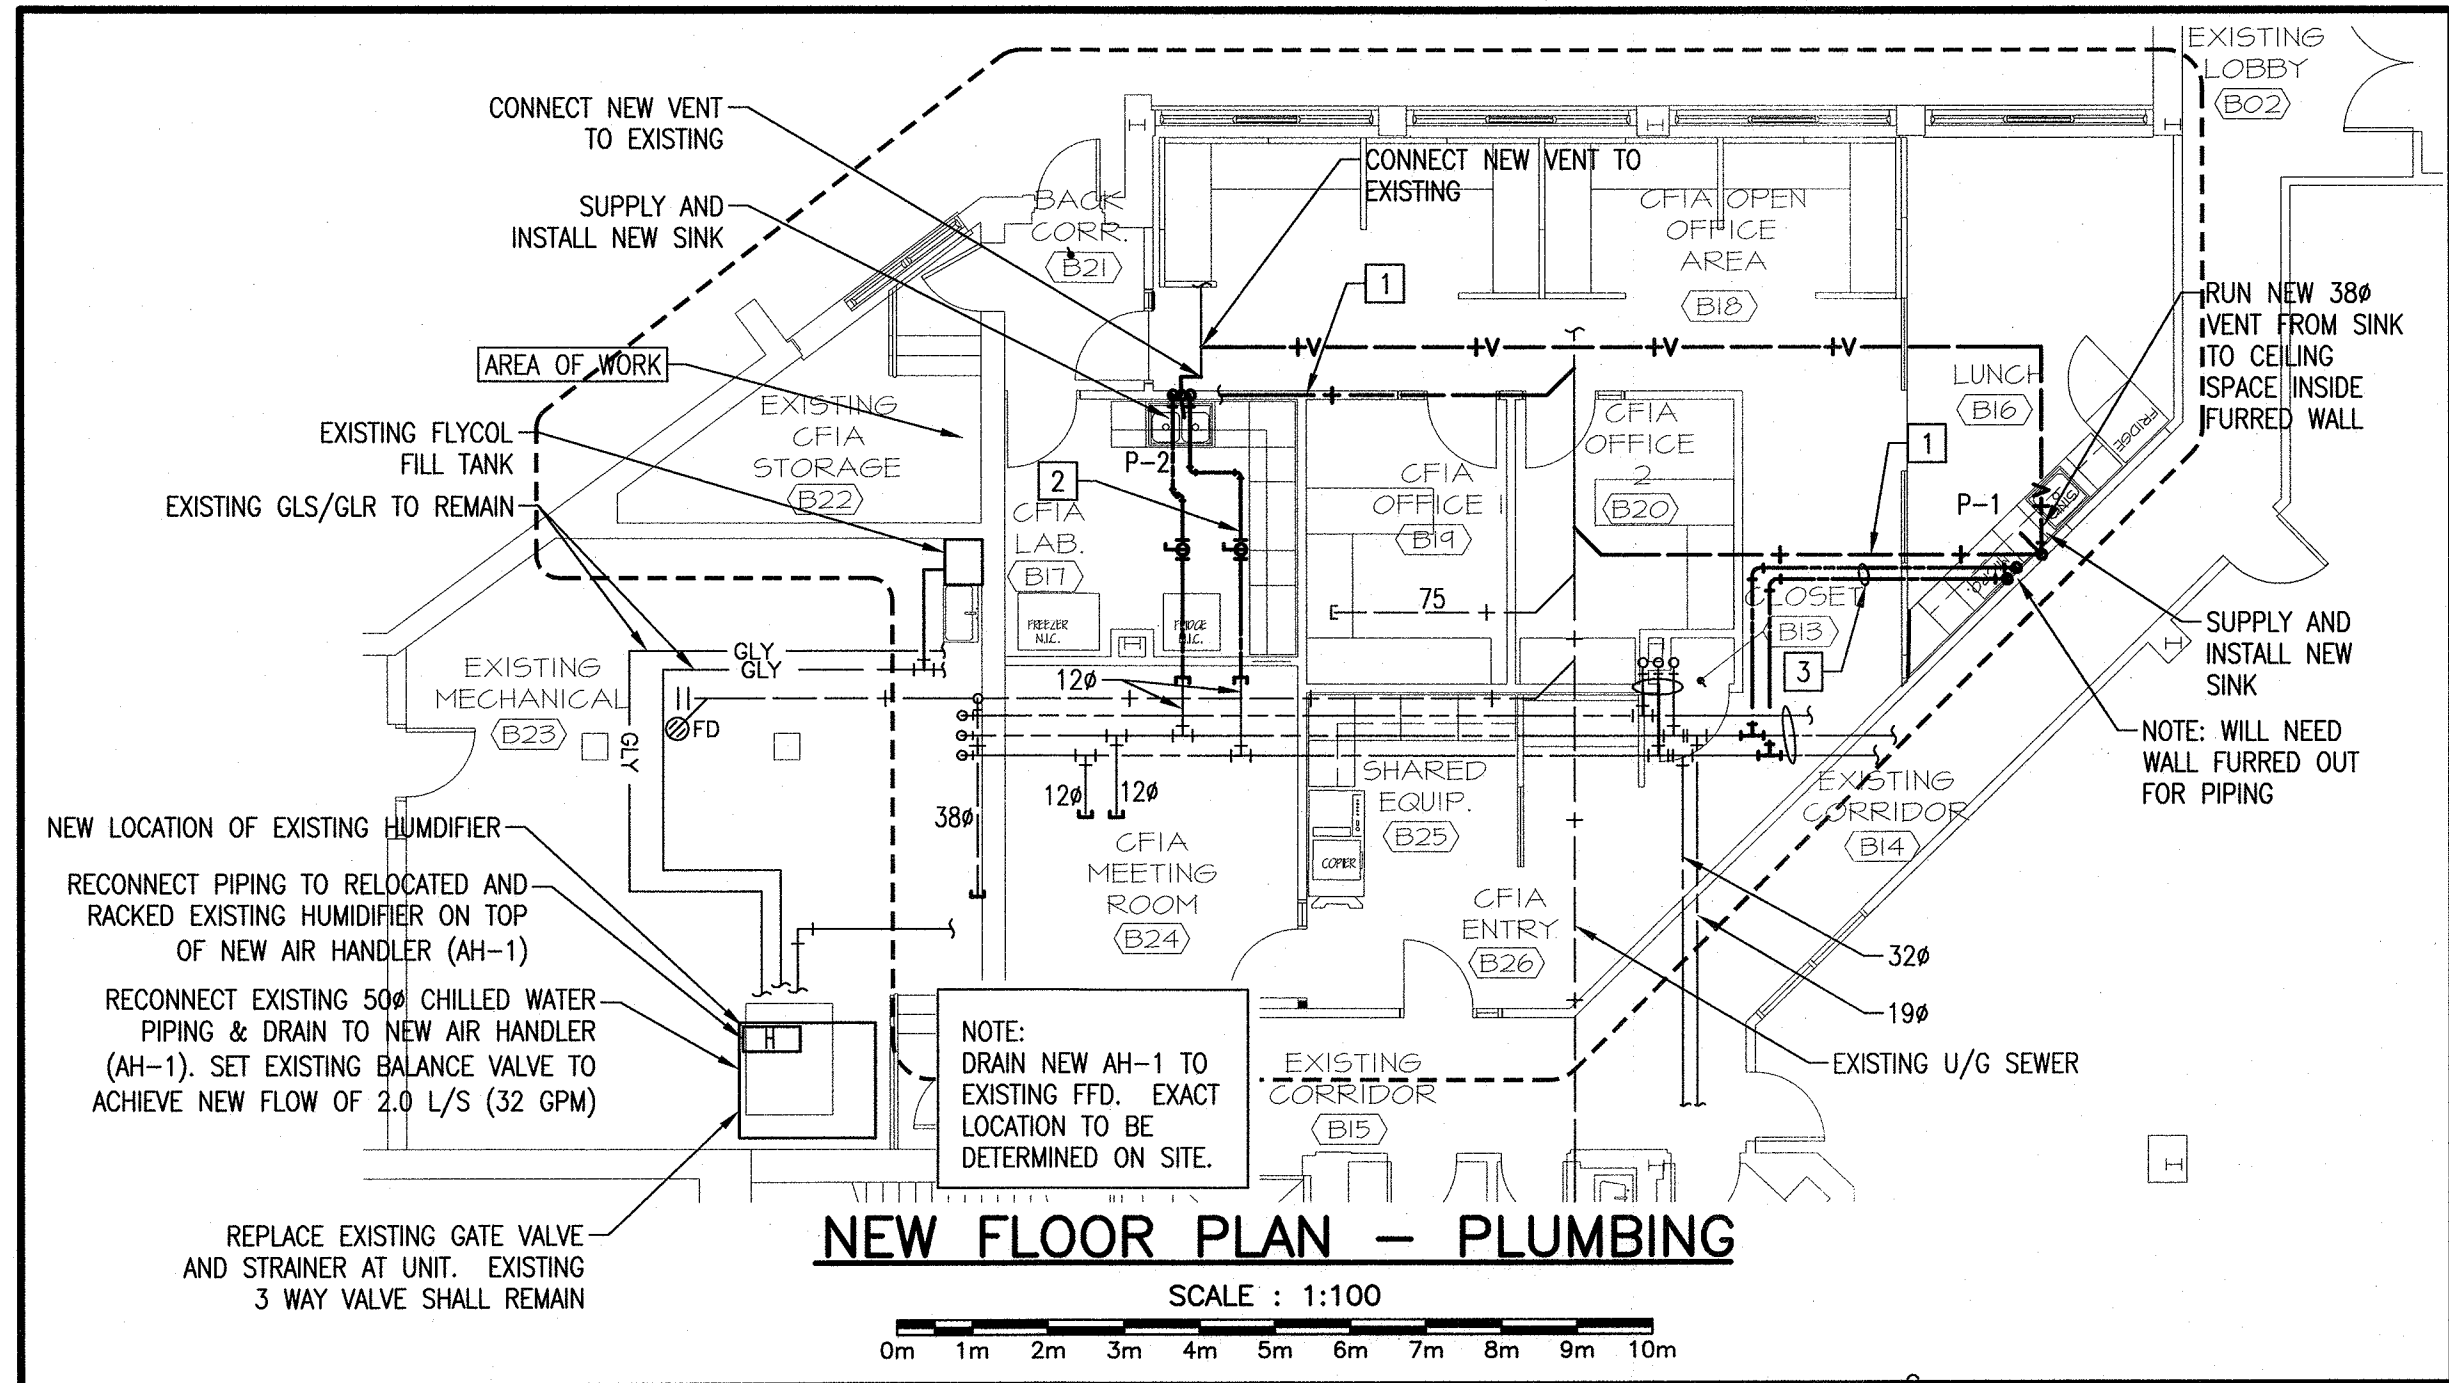 EXISTING
LOBBY
B02
CONNECT NEW VENT
TO EXISTING
CONNECT NEW VENT TO
EXISTING
SUPPLY AND
INSTALL NEW SINK
BACK
CORR.
B21
CFIA OPEN
OFFICE
AREA
B18
1
RUN NEW 38ø
VENT FROM SINK
TO CEILING
SPACE INSIDE
FURRED WALL
V
V
V
V
AREA OF WORK
EXISTING
CFIA
STORAGE
B22
LUNCH
B16
FRIDGE
EXISTING FLYCOL
FILL TANK
EXISTING GLS/GLR TO REMAIN
P-2
2
CFIA
LAB.
B17
CFIA
OFFICE 1
B19
CFIA
OFFICE
2
B20
1
P-1
V
SINK
FREEZER
N.I.C.
FRIDGE
N.I.C.
75
CLOSET
B13
3
SUPPLY AND
INSTALL NEW
SINK
GLY
GLY
GLY
EXISTING
MECHANICAL
B23
FD
12ø
NOTE: WILL NEED
WALL FURRED OUT
FOR PIPING
12ø
12ø
38ø
SHARED
EQUIP.
B25
COPIER
EXISTING
CORRIDOR
B14
NEW LOCATION OF EXISTING HUMDIFIER
RECONNECT PIPING TO RELOCATED AND
RACKED EXISTING HUMIDIFIER ON TOP
OF NEW AIR HANDLER (AH-1)
CFIA
MEETING
ROOM
B24
CFIA
ENTRY
B26
32ø
19ø
EXISTING U/G SEWER
RECONNECT EXISTING 50ø CHILLED WATER
PIPING & DRAIN TO NEW AIR HANDLER
(AH-1). SET EXISTING BALANCE VALVE TO
ACHIEVE NEW FLOW OF 2.0 L/S (32 GPM)
H
NOTE:
DRAIN NEW AH-1 TO
EXISTING FFD. EXACT
LOCATION TO BE
DETERMINED ON SITE.
EXISTING
CORRIDOR
B15
REPLACE EXISTING GATE VALVE
AND STRAINER AT UNIT. EXISTING
3 WAY VALVE SHALL REMAIN
NEW FLOOR PLAN – PLUMBING
SCALE : 1:100
0m 1m 2m 3m 4m 5m 6m 7m 8m 9m 10m